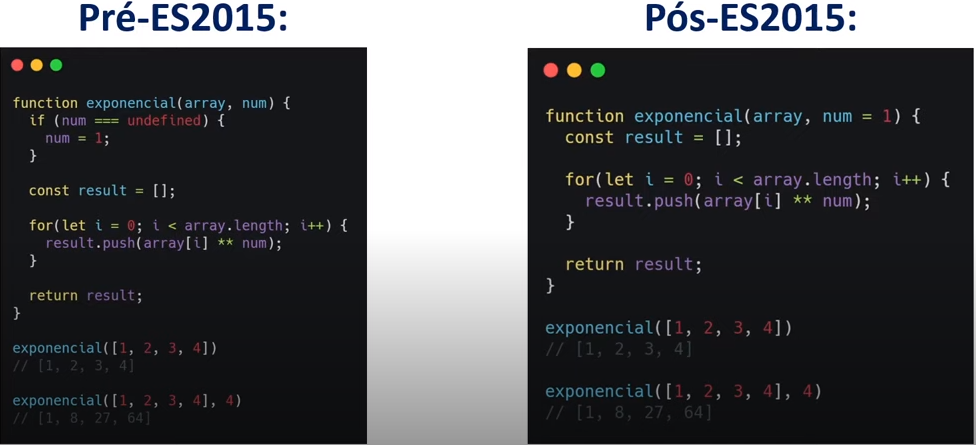 Pré-ES2015:
function exponencial(array, num) {
if (num === undefined) {
num = 1;
}
const result = [];
for(let i = 0; i < array.length; i++) {
result.push(array[i] ** num);
}
return result;
}
exponencial([1, 2, 3, 4])
// [1, 2, 3, 4]
exponencial([1, 2, 3, 4], 4)
// [1, 8, 27, 64]
Pós-ES2015:
function exponencial(array, num = 1) {
const result = [];
for(let i = 0; i < array.length; i++) {
result.push(array[i] ** num);
}
return result;
}
exponencial([1, 2, 3, 4])
// [1, 2, 3, 4]
exponencial([1, 2, 3, 4], 4)
// [1, 8, 27, 64]